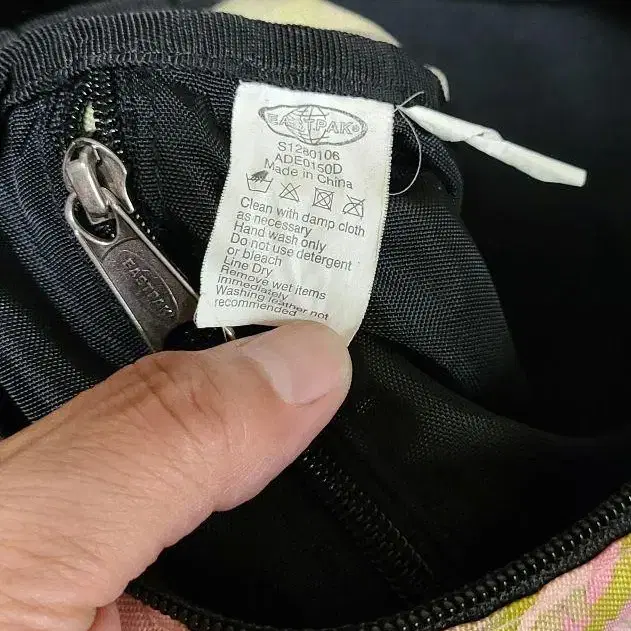 EASTPAK®
S1280106
ADE0150D
Made in China
Clean with damp cloth
as necessary
Hand wash only
Do not use detergent
or bleach
Line Dry
Remove wet items
immediately
Washing leather not
recommended
EASTPAK